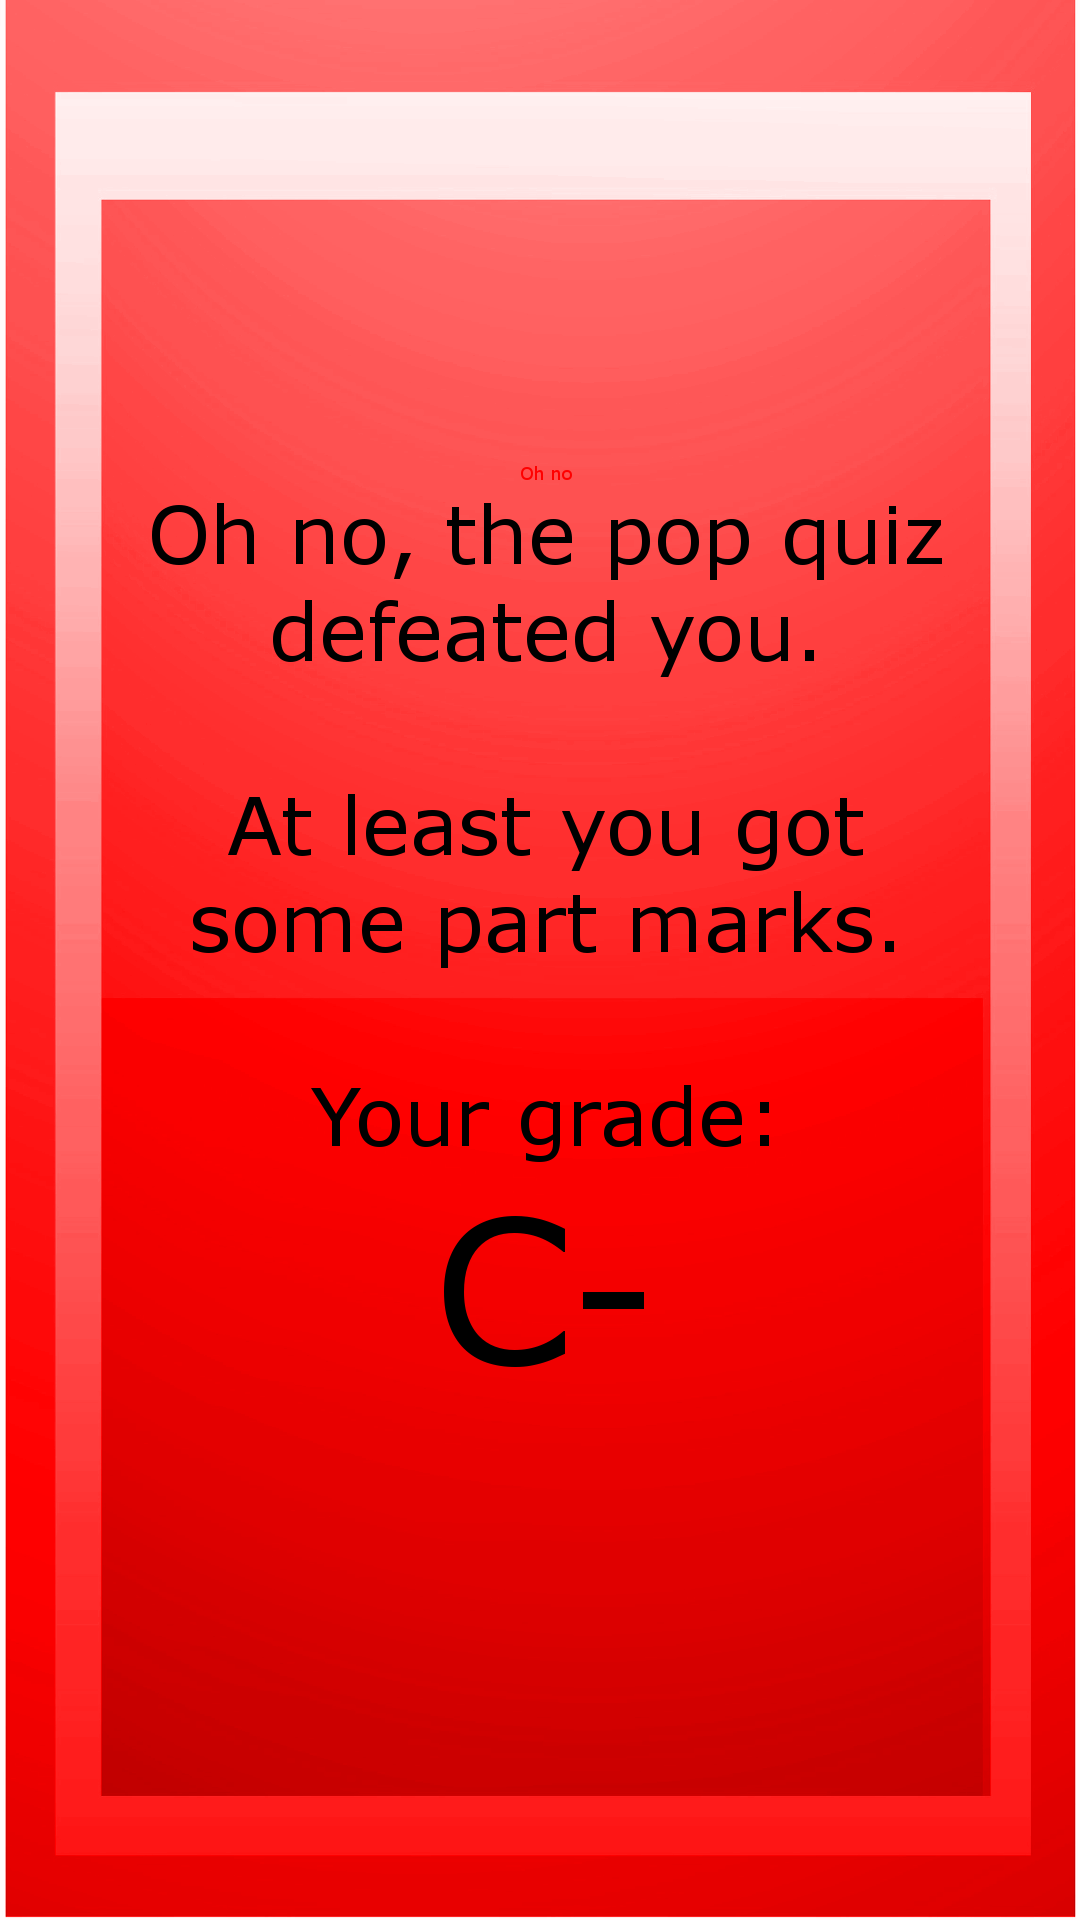 Oh no
Oh no, the pop quiz
defeated you.
At least you got
some part marks.
Your grade:
C-